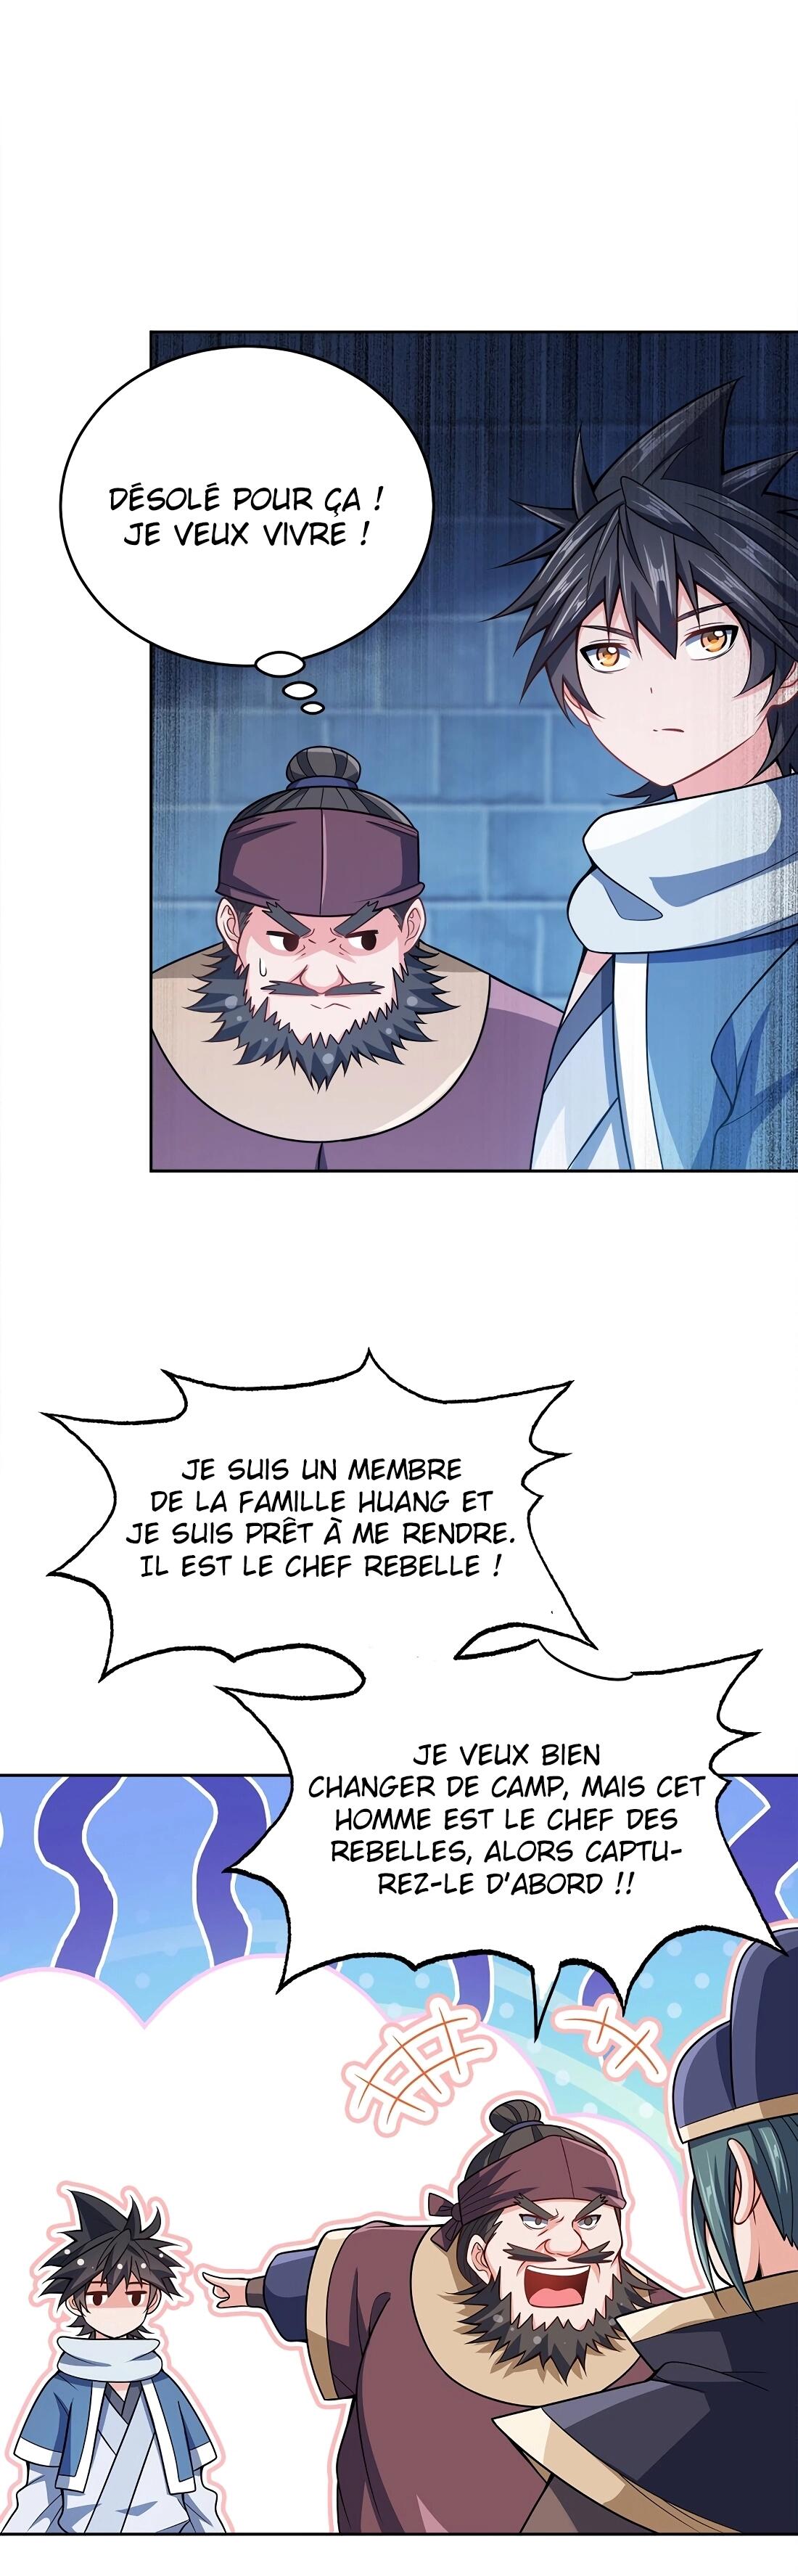 DÉSOLÉ POUR ÇA !
JE VEUX VIVRE !
JE SUIS UN MEMBRE
DE LA FAMILLE HUANG ET
JE SUIS PRÊT À ME RENDRE.
IL EST LE CHEF REBELLE !
JE VEUX BIEN
CHANGER DE CAMP, MAIS CET
HOMME EST LE CHEF DES
REBELLES, ALORS CAPTU-
REZ-LE D'ABORD !!